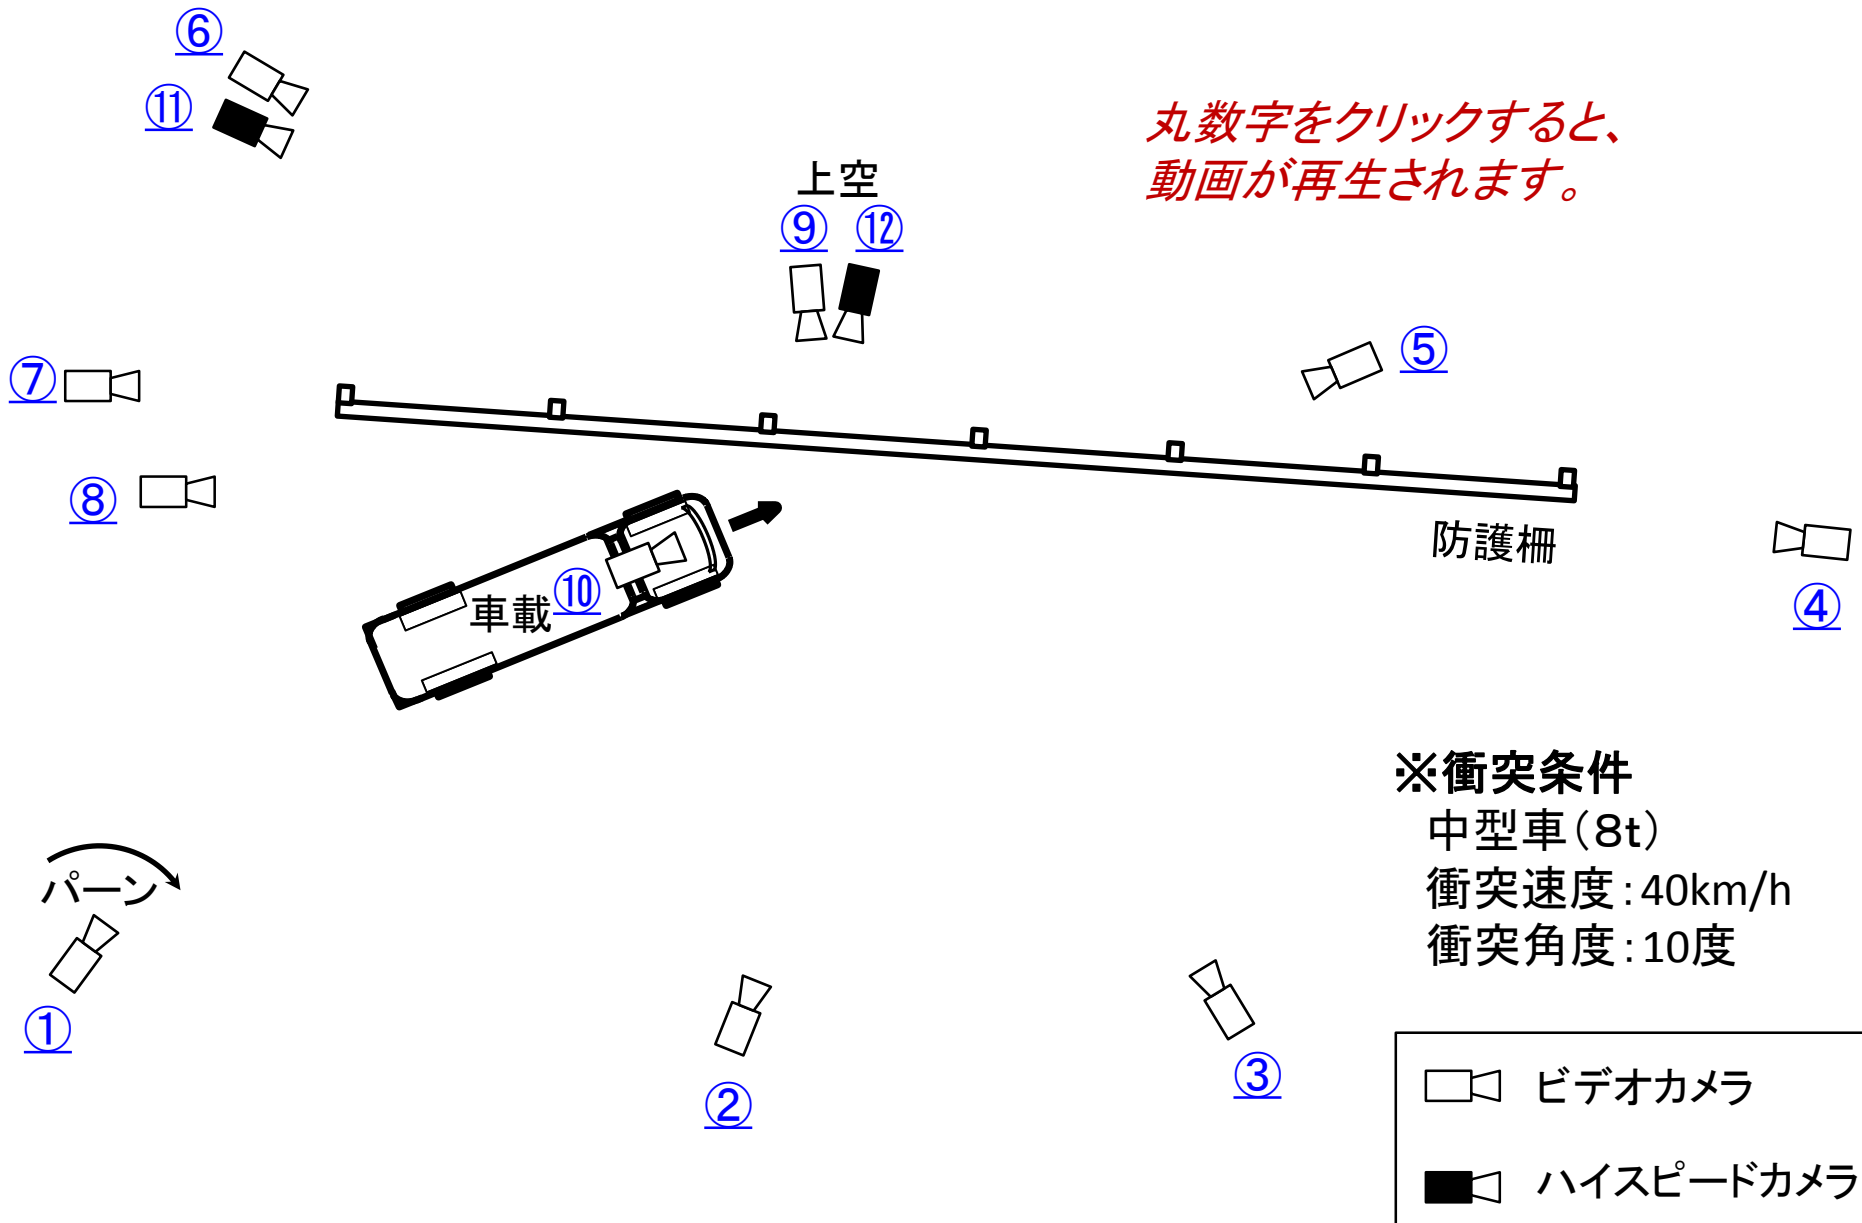 ⑥
⑪
丸数字をクリックすると、
動画が再生されます。
上空
⑨ ⑫
⑤
⑦
⑧
防護柵
車載⑩
④
※衝突条件
中型車（8t）
衝突速度：40km/h
衝突角度：10度
パーン
①
②
③
ビデオカメラ
ハイスピードカメラ